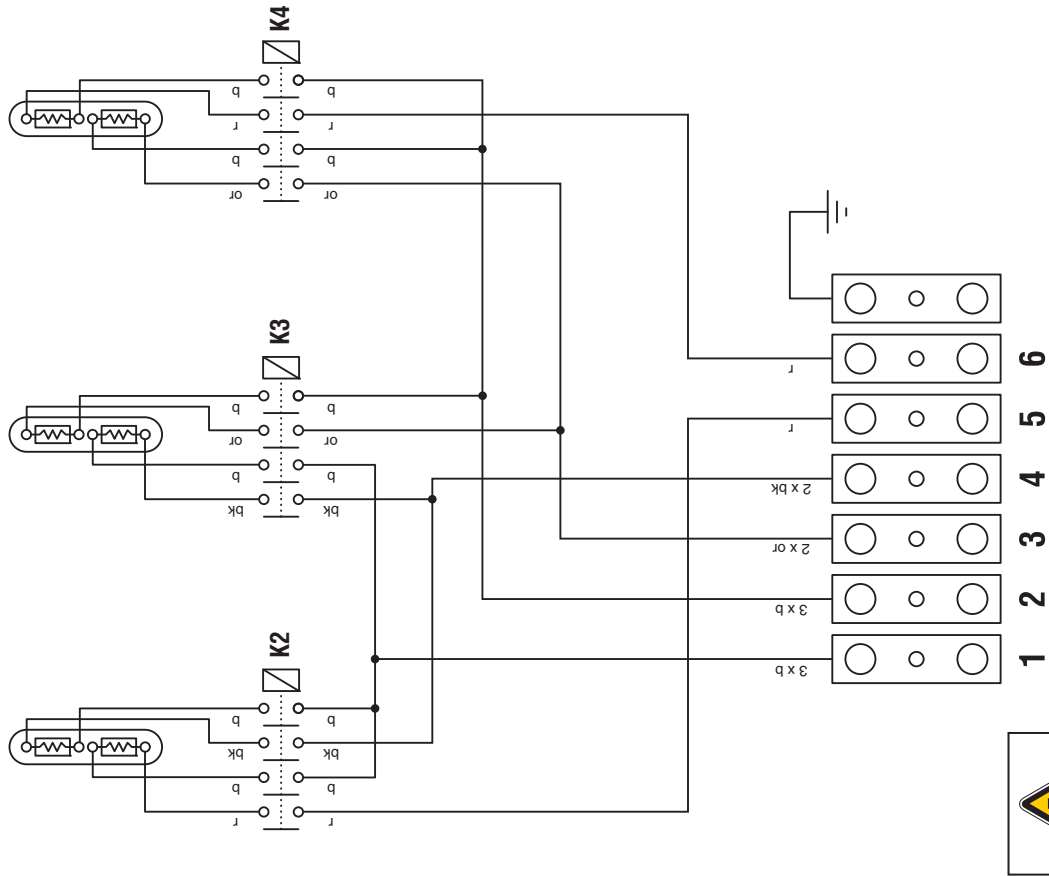 K4
b b
r r
b b
or or
K3
b b
or or
b b
bk bk
K2
b b
bk bk
b b
r r
r
r
2 x bk
2 x or
3 x b
3 x b
6
5
4
3
2
1